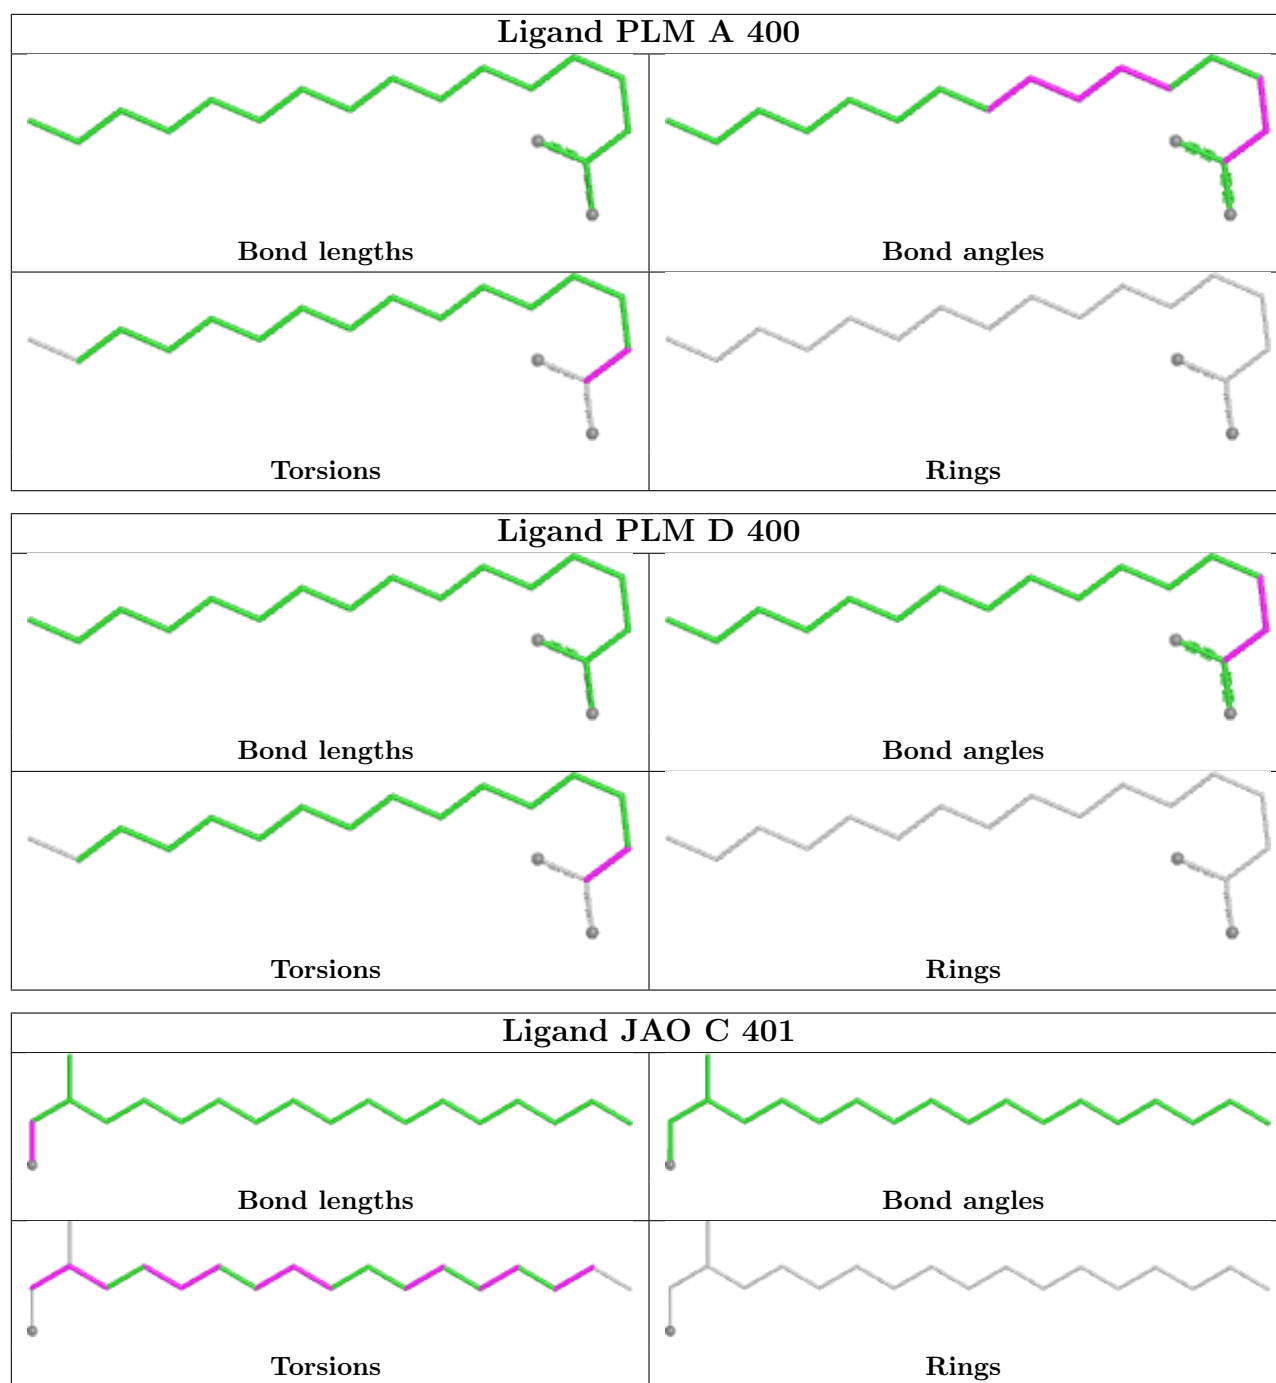 Ligand PLM A 400
Bond lengths
Bond angles
Torsions
Rings
Ligand PLM D 400
Bond lengths
Bond angles
Torsions
Rings
Ligand JAO C 401
Bond lengths
Bond angles
Torsions
Rings